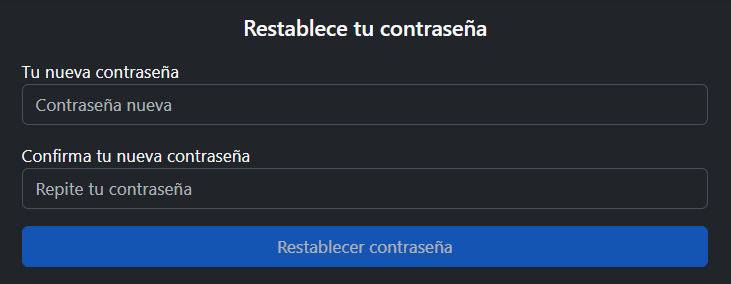 Restablece tu contraseña
Tu nueva contraseña
Contraseña nueva
Confirma tu nueva contraseña
Repite tu contraseña
Restablecer contraseña